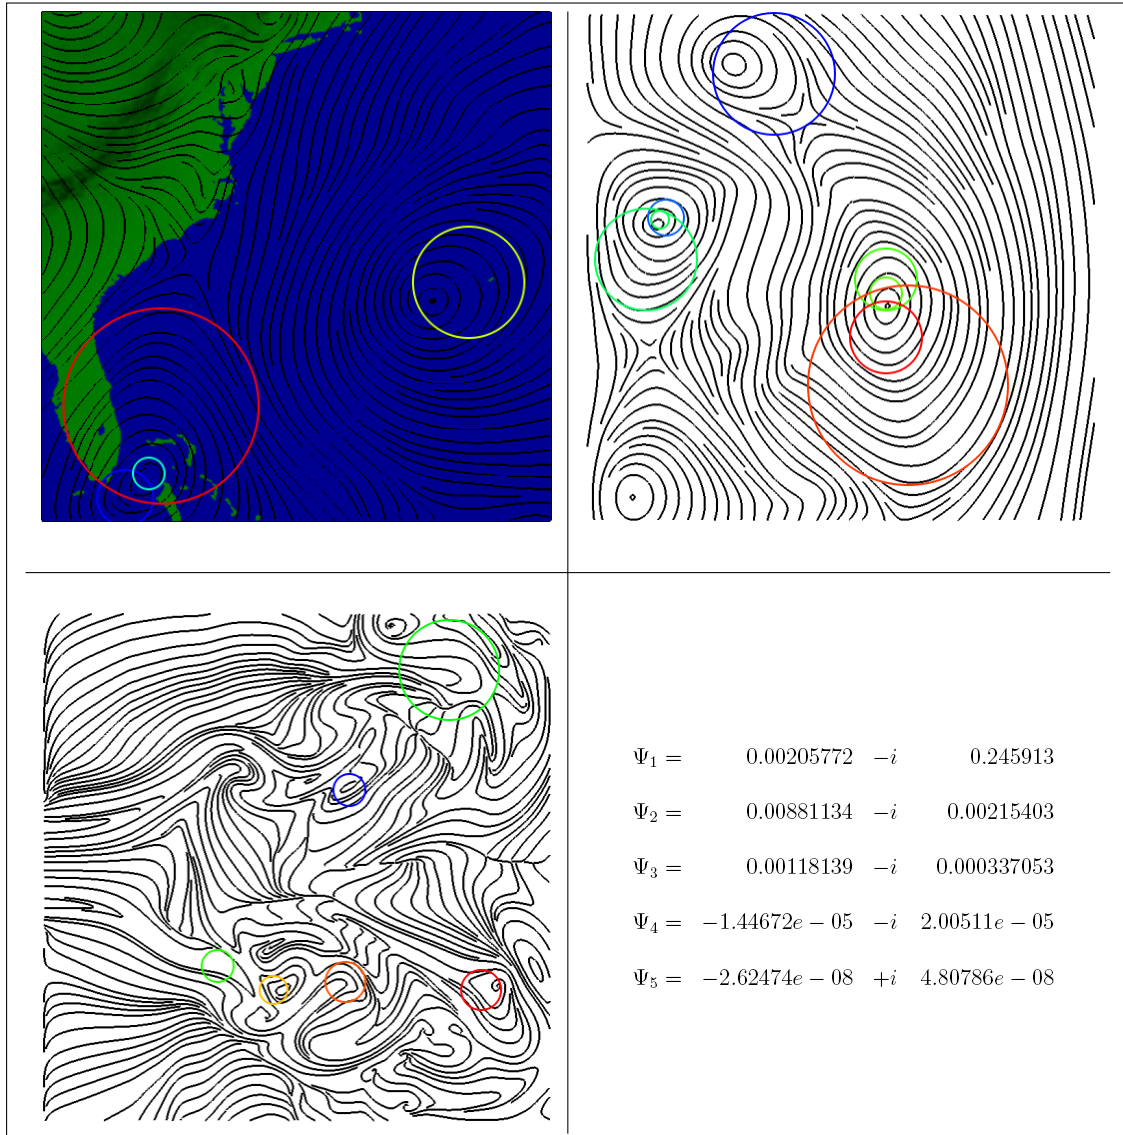 Ψ₁ = 0.00205772 −i 0.245913
Ψ₂ = 0.00881134 −i 0.00215403
Ψ₃ = 0.00118139 −i 0.000337053
Ψ₄ = −1.44672e − 05 −i 2.00511e − 05
Ψ₅ = −2.62474e − 08 +i 4.80786e − 08